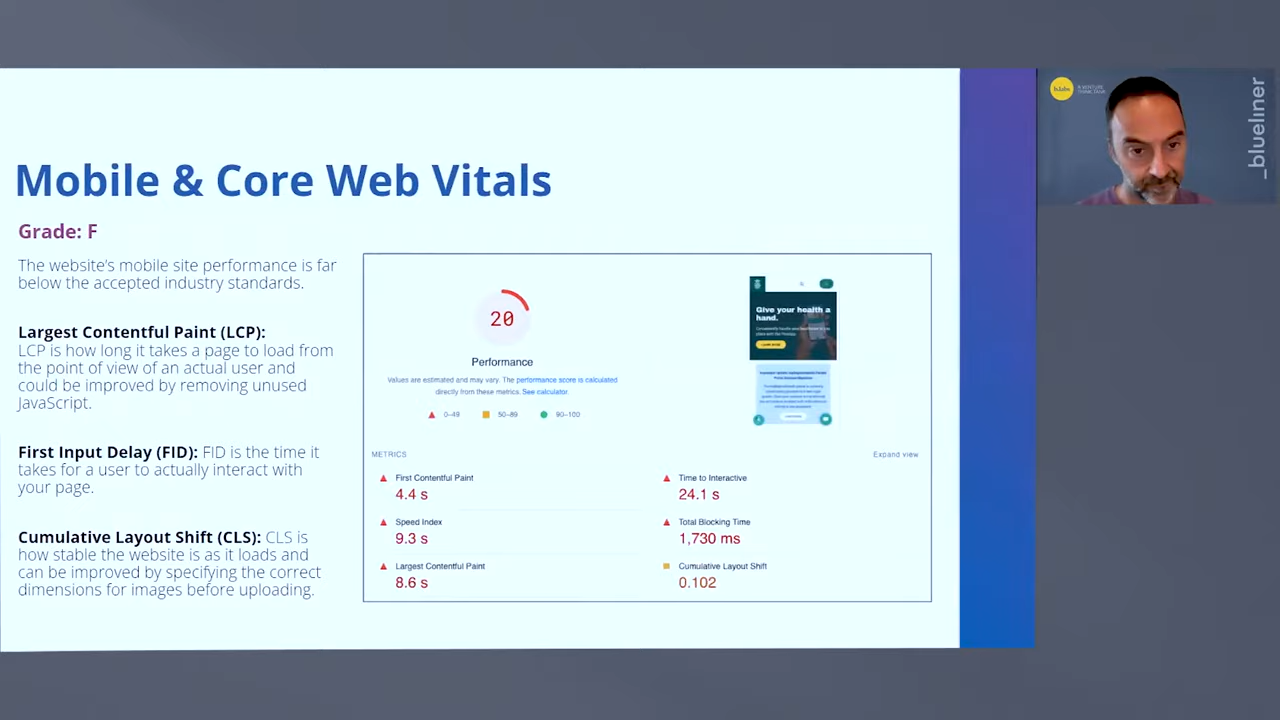 Mobile & Core Web Vitals
Grade: F
The website's mobile site performance is far
below the accepted industry standards.
Largest Contentful Paint (LCP):
LCP is how long it takes a page to load from
the point of view of an actual user and
could be improved by removing unused
JavaScript.
First Input Delay (FID): FID is the time it
takes for a user to actually interact with
your page.
Cumulative Layout Shift (CLS): CLS is
how stable the website is as it loads and
can be improved by specifying the correct
dimensions for images before uploading.
20
Performance
Values are estimated and may vary. The performance score is calculated
directly from these metrics. See calculator.
0–49 50–89 90–100
Give your health a
hand.
METRICS
Expand view
First Contentful Paint
4.4 s
Time to Interactive
24.1 s
Speed Index
9.3 s
Total Blocking Time
1,730 ms
Largest Contentful Paint
8.6 s
Cumulative Layout Shift
0.102
_blueliner